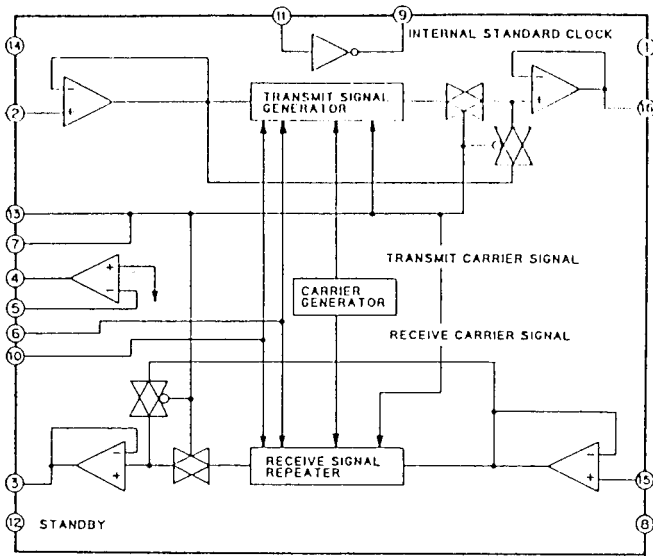 11
9
INTERNAL STANDARD CLOCK
14
1
-
+
TRANSMIT SIGNAL
GENERATOR
-
+
2
16
13
7
TRANSMIT CARRIER SIGNAL
4
+
-
5
CARRIER
GENERATOR
6
RECEIVE CARRIER SIGNAL
10
-
+
RECEIVE SIGNAL
REPEATER
-
+
3
15
12
STANDBY
8